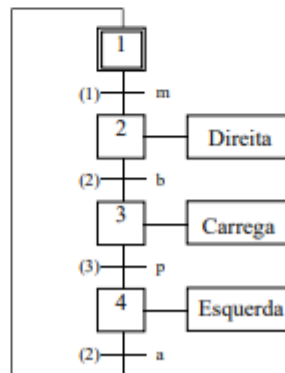 1
(1) m
2 Direita
(2) b
3 Carrega
(3) p
4 Esquerda
(2) a